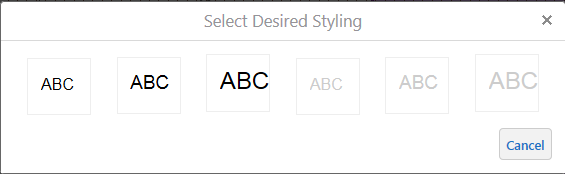 Select Desired Styling ×
ABC ABC ABC ABC ABC ABC
Cancel